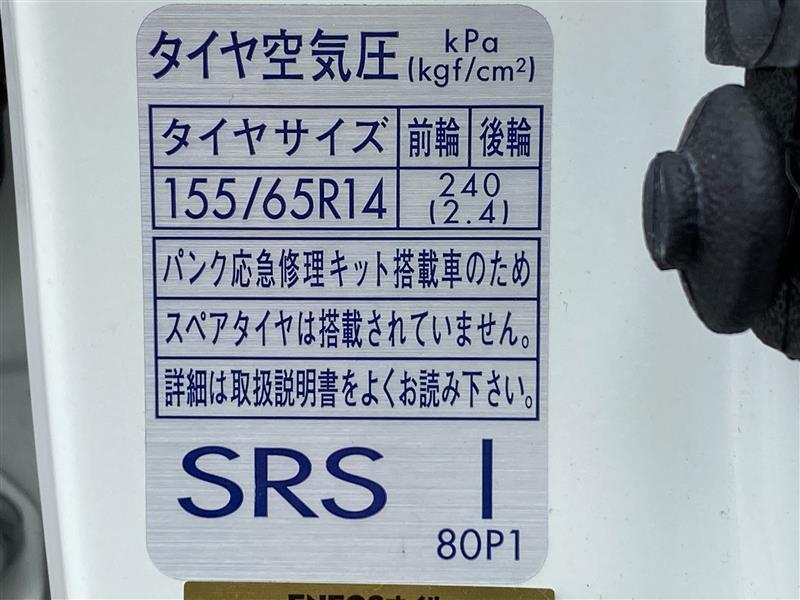 タイヤ空気圧 kPa
(kgf/cm²)
タイヤサイズ 前輪 後輪
155/65R14 240
(2.4)
パンク応急修理キット搭載車のため
スペアタイヤは搭載されていません。
詳細は取扱説明書をよくお読み下さい。
SRS I
80P1